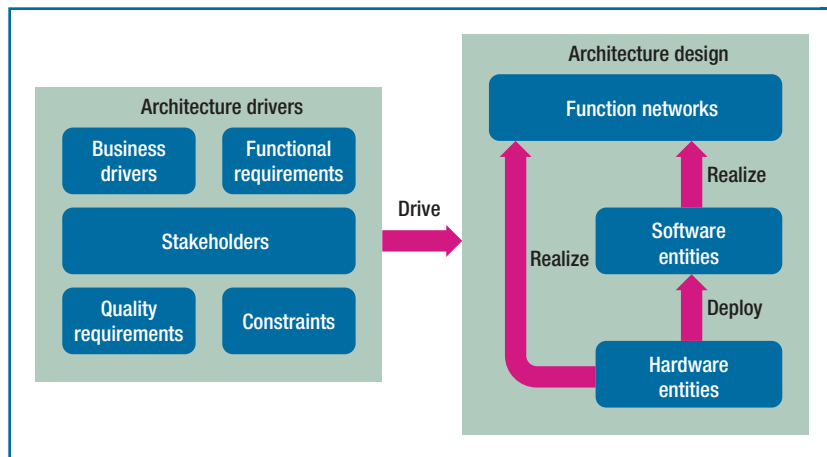 Architecture drivers
Business
drivers
Functional
requirements
Stakeholders
Quality
requirements
Constraints
Drive
Architecture design
Function networks
Realize
Software
entities
Realize
Deploy
Hardware
entities